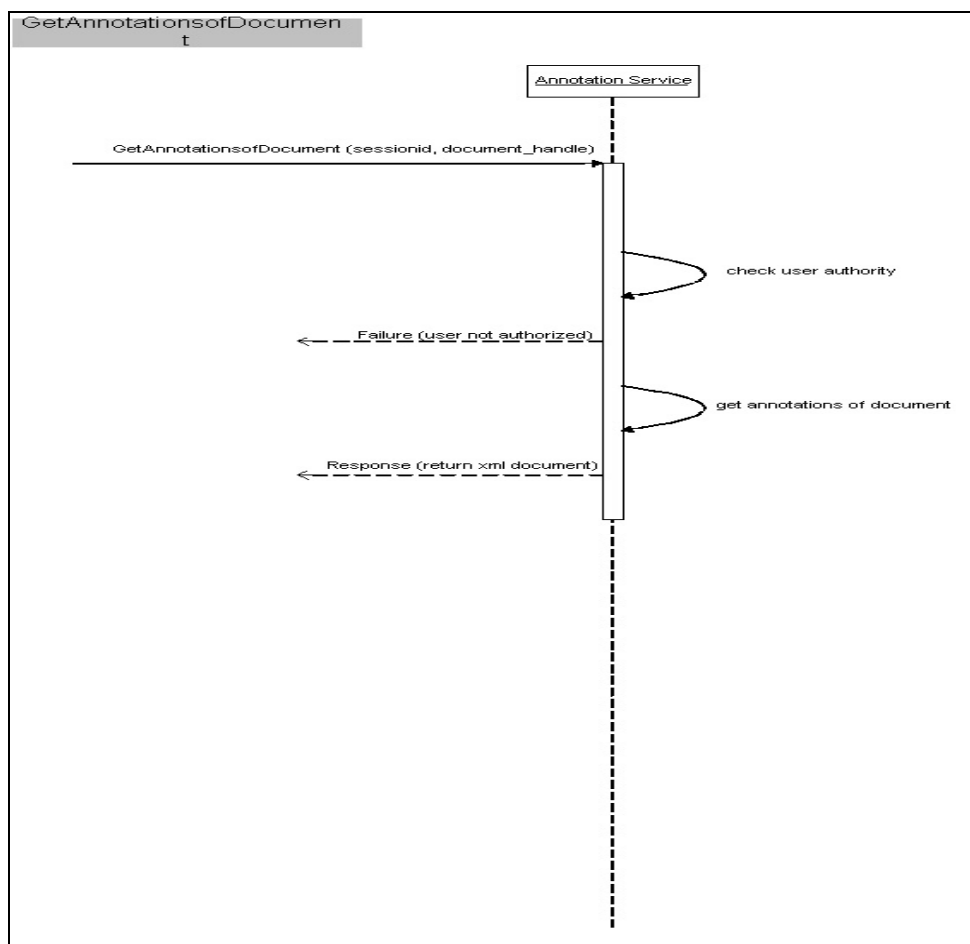 GetAnnotationsofDocumen
t
Annotation Service
GetAnnotationsofDocument (sessionid, document_handle)
check user authority
Failure (user not authorized)
get annotations of document
Response (return xml document)